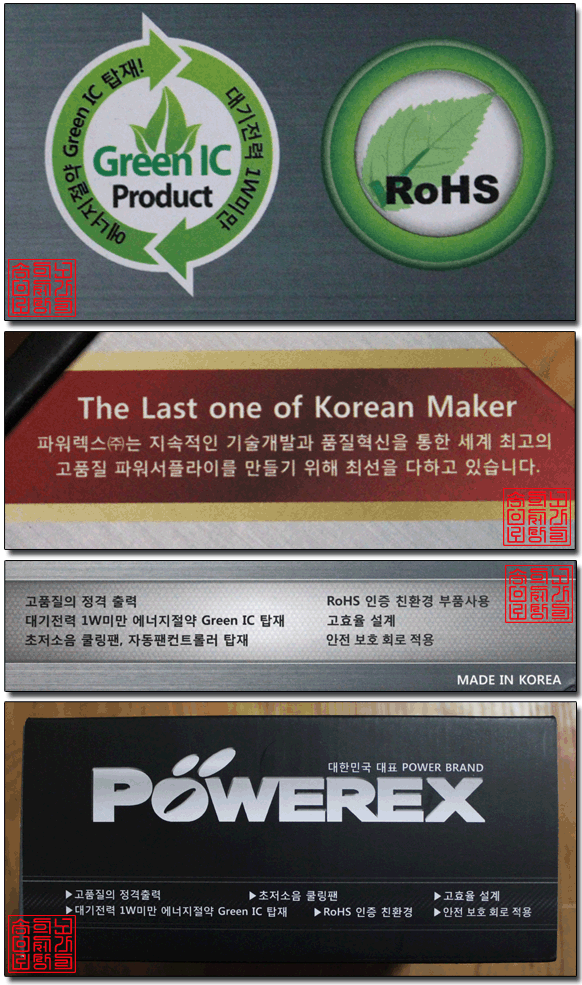 에너지절약 Green IC 탑재!
대기전력 1W미만
Green IC
Product
RoHS
The Last one of Korean Maker
파워렉스㈜는 지속적인 기술개발과 품질혁신을 통한 세계 최고의
고품질 파워서플라이를 만들기 위해 최선을 다하고 있습니다.
고품질의 정격 출력
대기전력 1W미만 에너지절약 Green IC 탑재
초저소음 쿨링팬, 자동팬컨트롤러 탑재
RoHS 인증 친환경 부품사용
고효율 설계
안전 보호 회로 적용
MADE IN KOREA
대한민국 대표 POWER BRAND
POWEREX
▶고품질의 정격출력
▶초저소음 쿨링팬
▶고효율 설계
▶대기전력 1W미만 에너지절약 Green IC 탑재
▶RoHS 인증 친환경
▶안전 보호 회로 적용